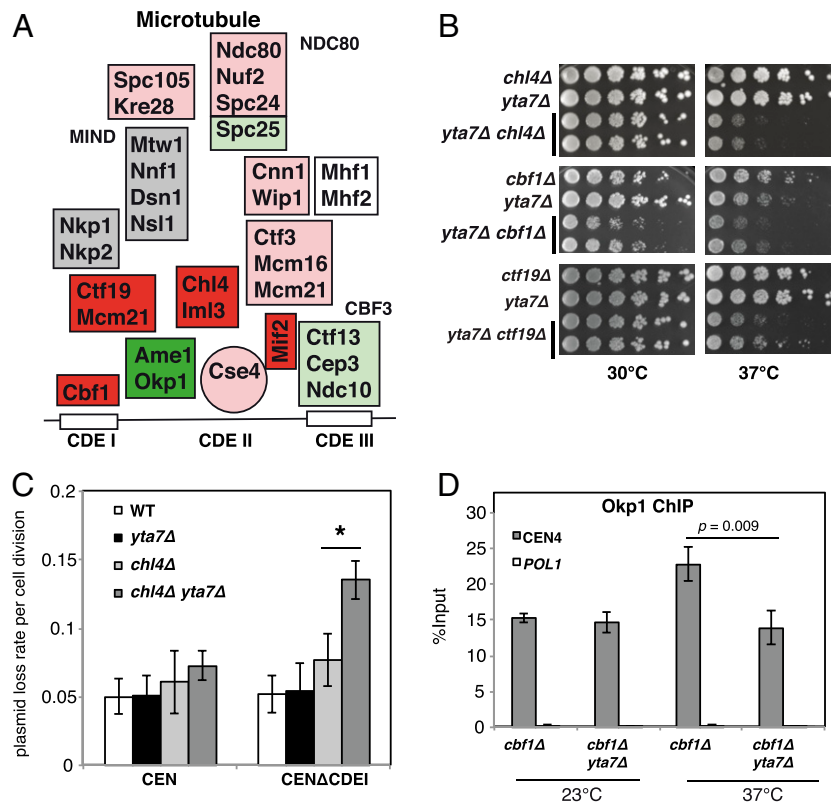 A
Microtubule
Ndc80
Nuf2
Spc24
Spc25
NDC80
Spc105
Kre28
MIND
Mtw1
Nnf1
Dsn1
Nsl1
Cnn1
Wip1
Mhf1
Mhf2
Nkp1
Nkp2
Ctf3
Mcm16
Mcm21
Ctf19
Mcm21
Chl4
Iml3
CBF3
Mif2
Ctf13
Cep3
Ndc10
Ame1
Okp1
Cse4
Cbf1
CDE I
CDE II
CDE III
B
chl4Δ
yta7Δ
yta7Δ chl4Δ
cbf1Δ
yta7Δ
yta7Δ cbf1Δ
ctf19Δ
yta7Δ
yta7Δ ctf19Δ
30°C
37°C
C
plasmid loss rate per cell division
0.2
0.15
0.1
0.05
0
WT
yta7Δ
chl4Δ
chl4Δ yta7Δ
*
CEN
CENΔCDEI
D
Okp1 ChIP
%Input
30
25
20
15
10
5
0
CEN4
POL1
p = 0.009
cbf1Δ
cbf1Δ
yta7Δ
cbf1Δ
cbf1Δ
yta7Δ
23°C
37°C